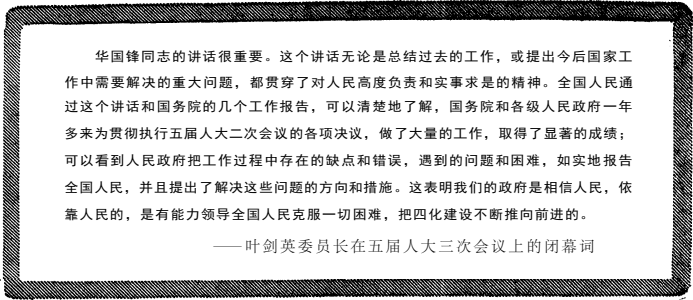 华国锋同志的讲话很重要。这个讲话无论是总结过去的工作，或提出今后国家工
作中需要解决的重大问题，都贯穿了对人民高度负责和实事求是的精神。全国人民通
过这个讲话和国务院的几个工作报告，可以清楚地了解，国务院和各级人民政府一年
多来为贯彻执行五届人大二次会议的各项决议，做了大量的工作，取得了显著的成绩；
可以看到人民政府把工作过程中存在的缺点和错误，遇到的问题和困难，如实地报告
全国人民，并且提出了解决这些问题的方向和措施。这表明我们的政府是相信人民，依
靠人民的，是有能力领导全国人民克服一切困难，把四化建设不断推向前进的。
——叶剑英委员长在五届人大三次会议上的闭幕词